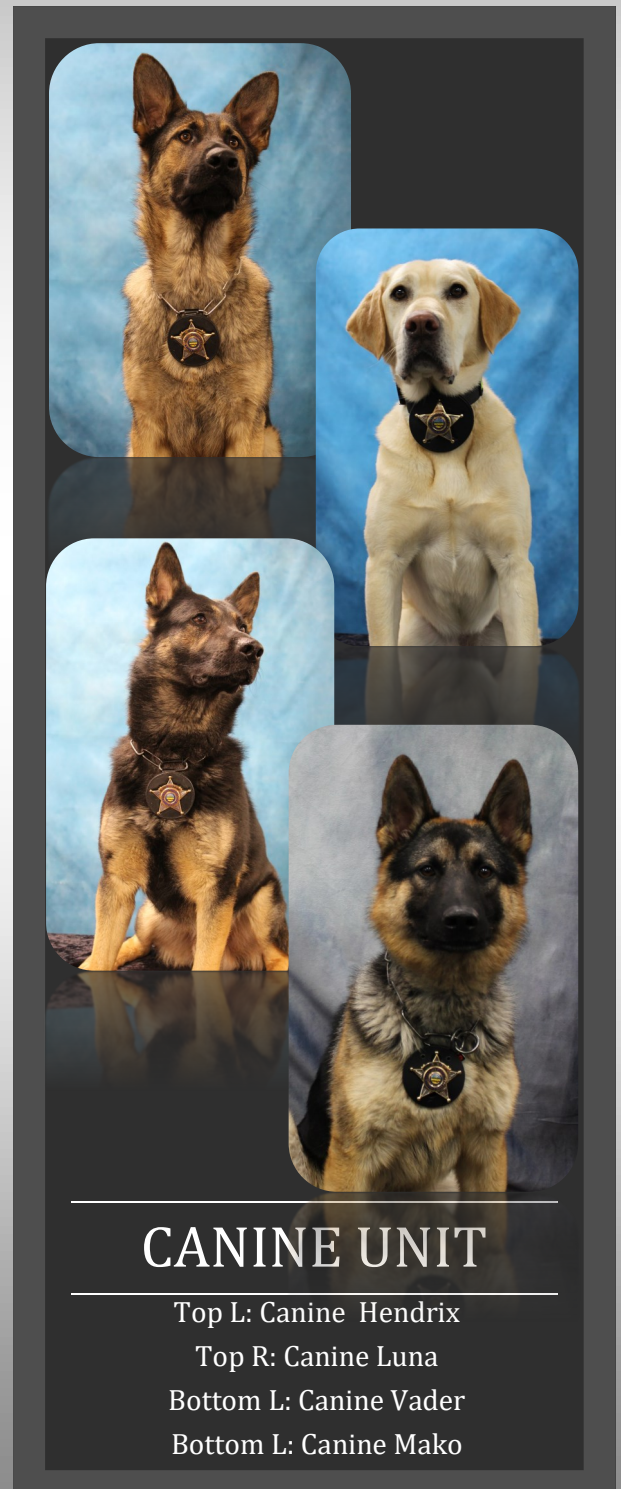 CANINE UNIT
Top L: Canine  Hendrix
Top R: Canine Luna
Bottom L: Canine Vader
Bottom L: Canine Mako